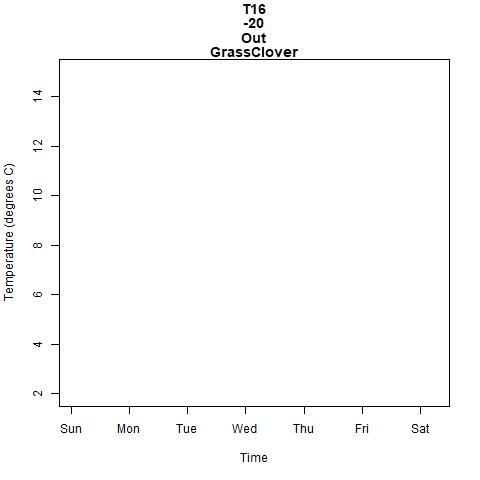 T16
-20
Out
GrassClover
14
12
10
8
6
4
2
Temperature (degrees C)
Sun Mon Tue Wed Thu Fri Sat
Time